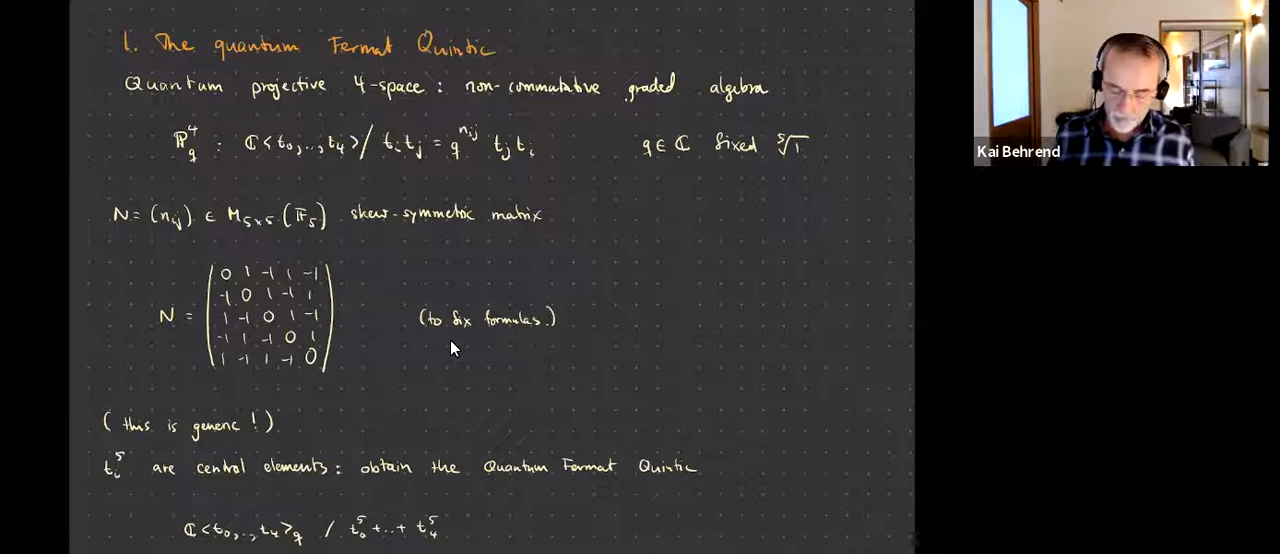 1. The quantum Fermat Quintic
Quantum projective 4-space: non-commutative graded algebra
ℙ⁴_q : ℂ<t₀,..,t₄>/ tᵢtⱼ = q^{nᵢⱼ} tⱼtᵢ q ∈ ℂ fixed ⁵√1
N = (nᵢⱼ) ∈ M₅ₓ₅(𝔽₅) skew-symmetric matrix
0 1 -1 1 -1
-1 0 1 -1 1
N = 1 -1 0 1 -1 (to fix formulas.)
-1 1 -1 0 1
1 -1 1 -1 0
(this is generic!)
tᵢ⁵ are central elements: obtain the Quantum Fermat Quintic
ℂ<t₀,..,t₄>_q / t₀⁵+..+t₄⁵
Kai Behrend